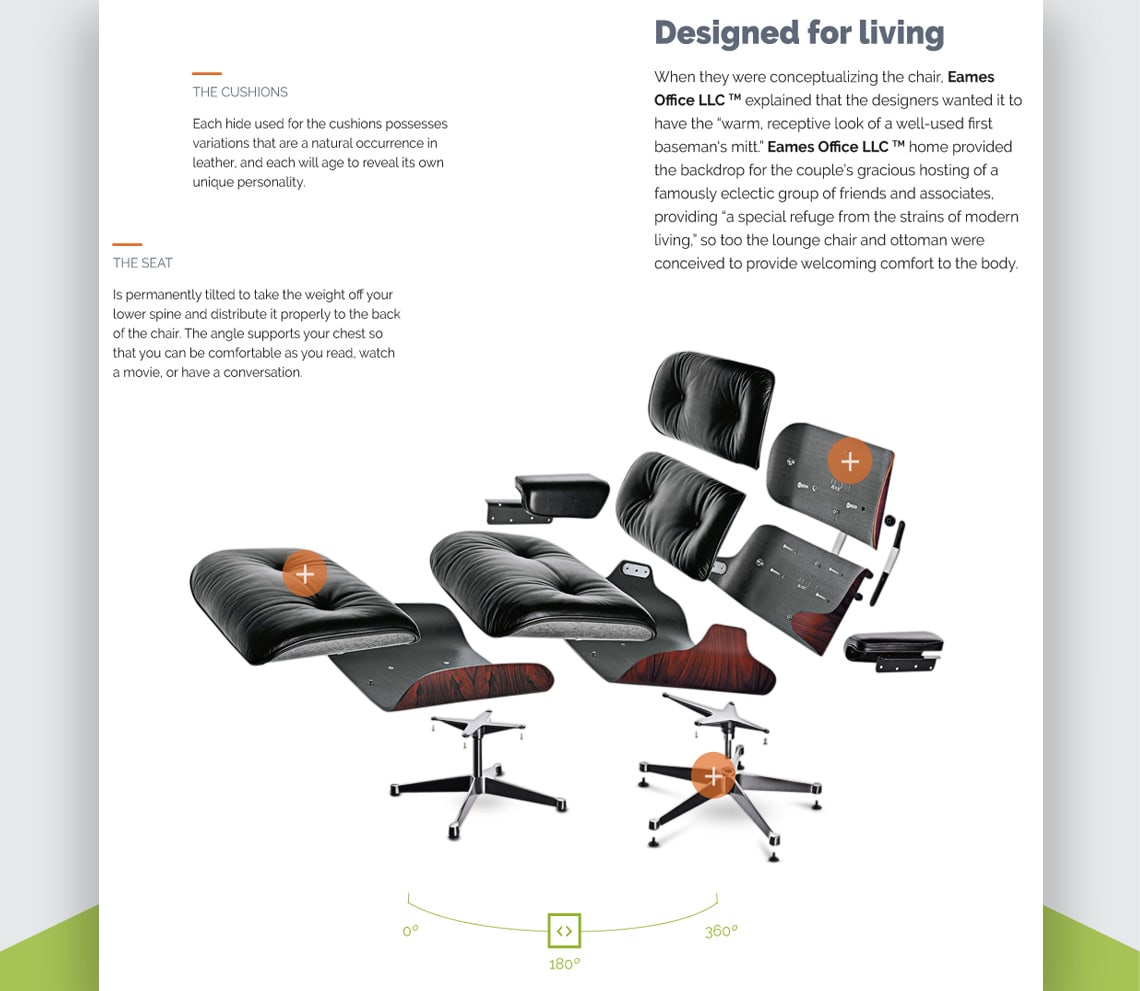 Designed for living
When they were conceptualizing the chair, Eames
Office LLC ™ explained that the designers wanted it to
have the “warm, receptive look of a well-used first
baseman's mitt.” Eames Office LLC ™ home provided
the backdrop for the couple's gracious hosting of a
famously eclectic group of friends and associates,
providing “a special refuge from the strains of modern
living,” so too the lounge chair and ottoman were
conceived to provide welcoming comfort to the body.
THE CUSHIONS
Each hide used for the cushions possesses
variations that are a natural occurrence in
leather, and each will age to reveal its own
unique personality.
THE SEAT
Is permanently tilted to take the weight off your
lower spine and distribute it properly to the back
of the chair. The angle supports your chest so
that you can be comfortable as you read, watch
a movie, or have a conversation.
0º
360º
180º